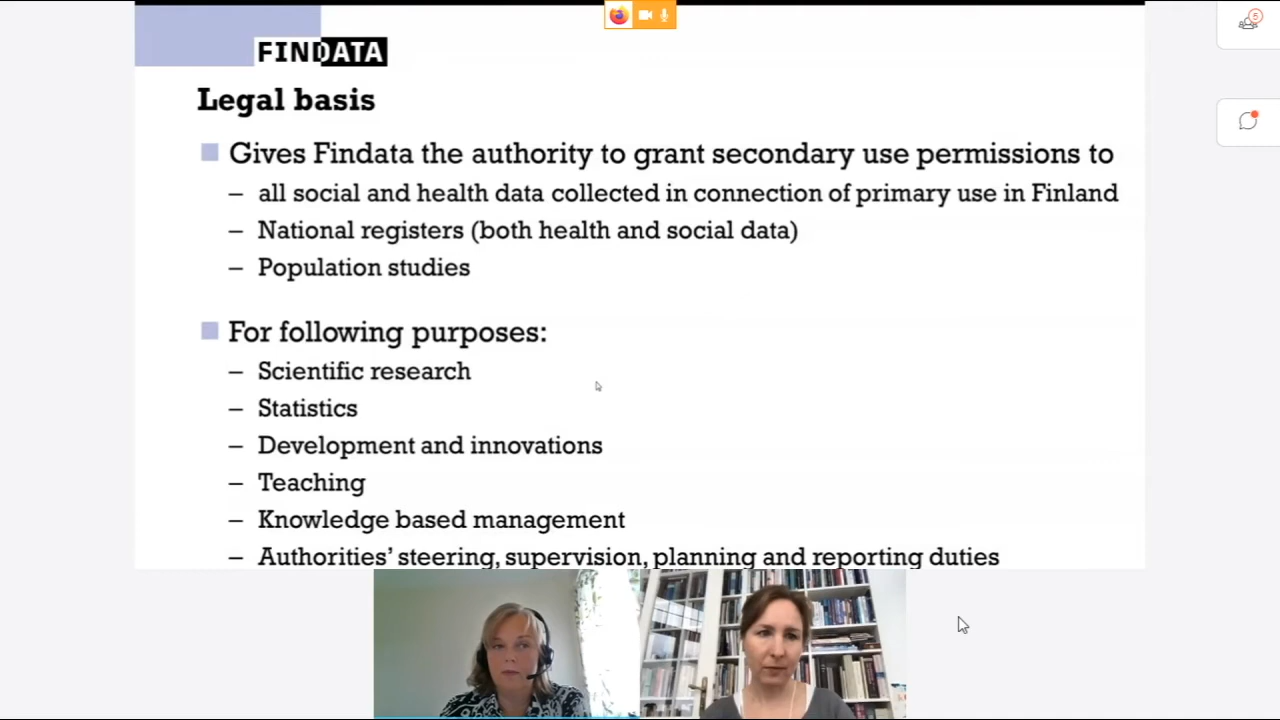 5
FINDATA
Legal basis
Gives Findata the authority to grant secondary use permissions to
– all social and health data collected in connection of primary use in Finland
– National registers (both health and social data)
– Population studies
For following purposes:
– Scientific research
– Statistics
– Development and innovations
– Teaching
– Knowledge based management
– Authorities' steering, supervision, planning and reporting duties